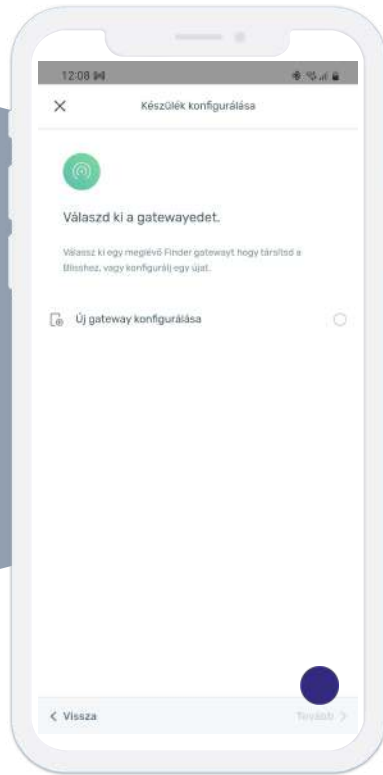 12:08
Készülék konfigurálása
Válaszd ki a gatewayedet.
Válassz ki egy meglévő Finder gatewayt hogy társítsd a
Blisshez, vagy konfigurálj egy újat.
Új gateway konfigurálása
Vissza
Tovább